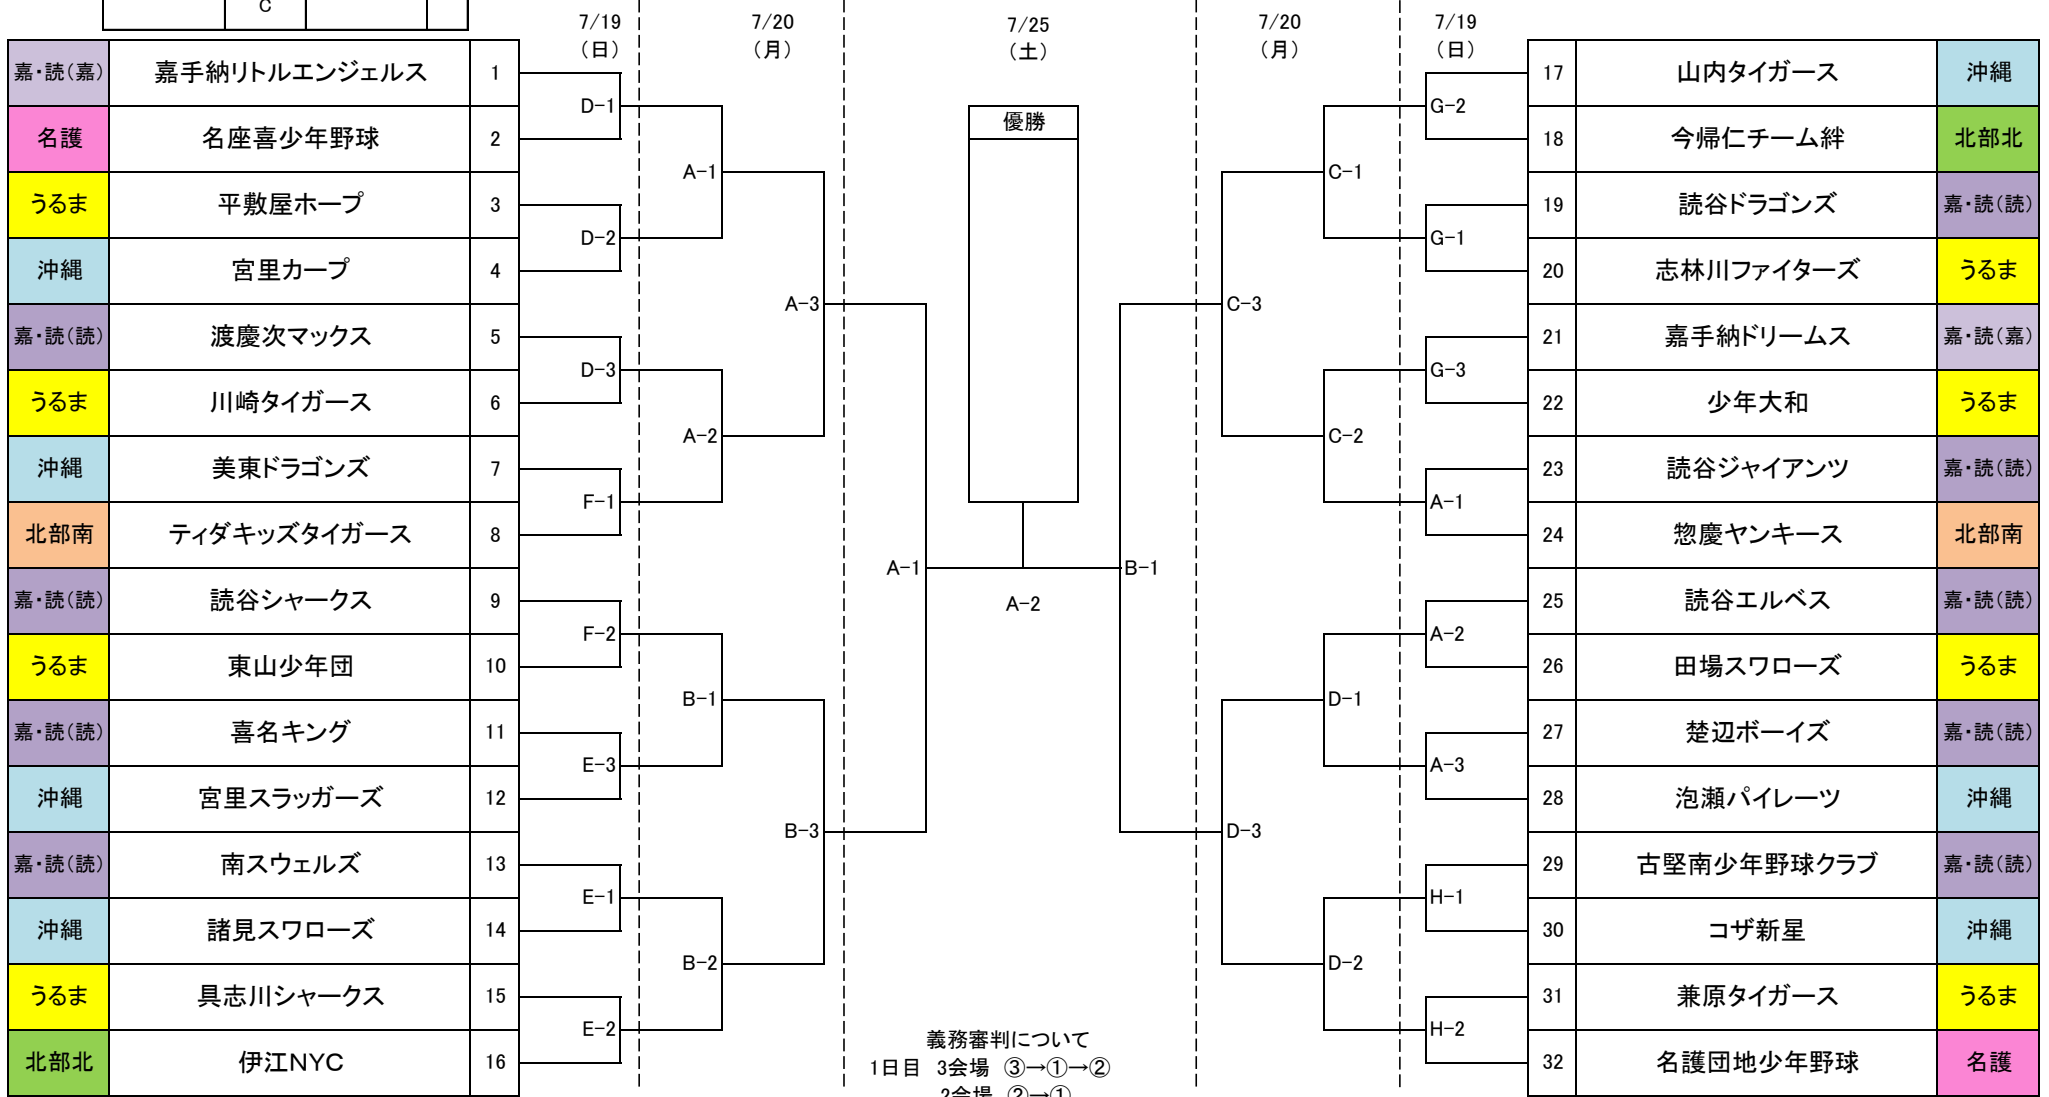 C
7/19 7/20 7/25 7/20 7/19
（日） （月） （土） （月） （日）
嘉・読（嘉） 嘉手納リトルエンジェルス 1
名護 名座喜少年野球 2
うるま 平敷屋ホープ 3
沖縄 宮里カープ 4
嘉・読（読） 渡慶次マックス 5
うるま 川崎タイガース 6
沖縄 美東ドラゴンズ 7
北部南 ティダキッズタイガース 8
嘉・読（読） 読谷シャークス 9
うるま 東山少年団 10
嘉・読（読） 喜名キング 11
沖縄 宮里スラッガーズ 12
嘉・読（読） 南スウェルズ 13
沖縄 諸見スワローズ 14
うるま 具志川シャークス 15
北部北 伊江NYC 16
D-1
D-2
D-3
F-1
F-2
E-3
E-1
E-2
A-1
A-2
B-1
B-2
A-3
B-3
A-1
優勝
A-2
B-1
C-3
D-3
C-1
C-2
D-1
D-2
G-2
G-1
G-3
A-1
A-2
A-3
H-1
H-2
17 山内タイガース 沖縄
18 今帰仁チーム絆 北部北
19 読谷ドラゴンズ 嘉・読（読）
20 志林川ファイターズ うるま
21 嘉手納ドリームス 嘉・読（嘉）
22 少年大和 うるま
23 読谷ジャイアンツ 嘉・読（読）
24 惣慶ヤンキース 北部南
25 読谷エルベス 嘉・読（読）
26 田場スワローズ うるま
27 楚辺ボーイズ 嘉・読（読）
28 泡瀬パイレーツ 沖縄
29 古堅南少年野球クラブ 嘉・読（読）
30 コザ新星 沖縄
31 兼原タイガース うるま
32 名護団地少年野球 名護
義務審判について
1日目 3会場 ③→①→②
2会場 ②→①